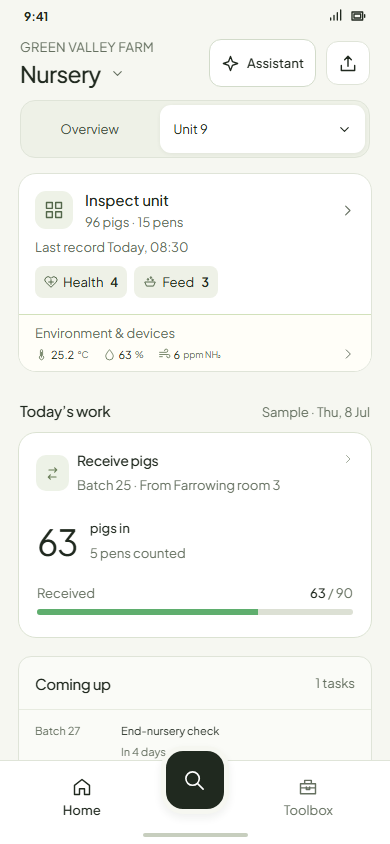 9:41
GREEN VALLEY FARM
Nursery
Assistant
Overview
Unit 9
Inspect unit
96 pigs · 15 pens
Last record Today, 08:30
Health 4
Feed 3
Environment & devices
25.2 °C
63 %
6 ppm NH₃
Today's work
Sample · Thu, 8 Jul
Receive pigs
Batch 25 · From Farrowing room 3
63
pigs in
5 pens counted
Received
63 / 90
Coming up
1 tasks
Batch 27
End-nursery check
In 4 days
Home
Toolbox